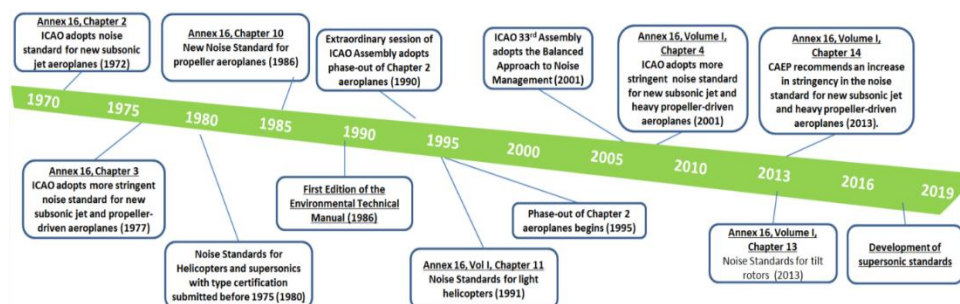 Annex 16, Chapter 2
ICAO adopts noise
standard for new subsonic
jet aeroplanes (1972)
Annex 16, Chapter 10
New Noise Standard for
propeller aeroplanes (1986)
Extraordinary session of
ICAO Assembly adopts
phase-out of Chapter 2
aeroplanes (1990)
ICAO 33rd Assembly
adopts the Balanced
Approach to Noise
Management (2001)
Annex 16, Volume I,
Chapter 4
ICAO adopts more
stringent noise standard
for new subsonic jet and
heavy propeller-driven
aeroplanes (2001)
Annex 16, Volume I,
Chapter 14
CAEP recommends an increase
in stringency in the noise
standard for new subsonic jet
and heavy propeller-driven
aeroplanes (2013).
1970
1975
1980
1985
1990
1995
2000
2005
2010
2013
2016
2019
Annex 16, Chapter 3
ICAO adopts more stringent
noise standard for new
subsonic jet and propeller-
driven aeroplanes (1977)
Noise Standards for
Helicopters and supersonics
with type certification
submitted before 1975 (1980)
First Edition of the
Environmental Technical
Manual (1986)
Annex 16, Vol I, Chapter 11
Noise Standards for light
helicopters (1991)
Phase-out of Chapter 2
aeroplanes begins (1995)
Annex 16, Volume I,
Chapter 13
Noise Standards for tilt
rotors (2013)
Development of
supersonic standards